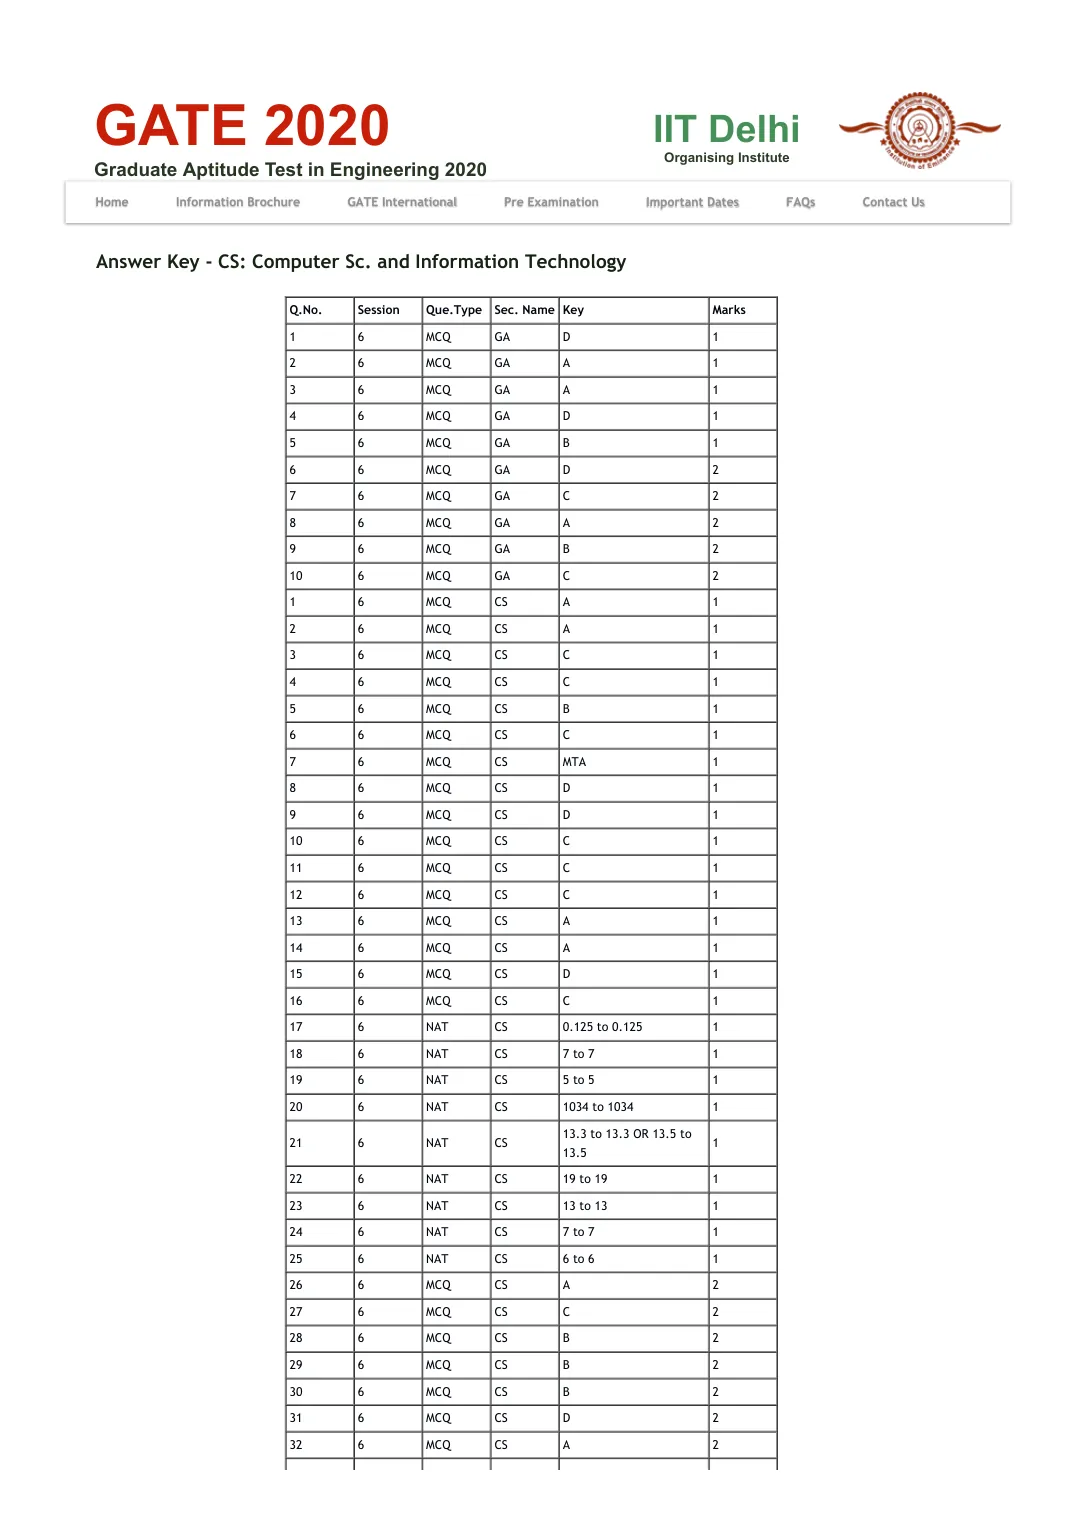 GATE 2020
Graduate Aptitude Test in Engineering 2020
IIT Delhi
Organising Institute
Institution of Eminence
Home Information Brochure GATE International Pre Examination Important Dates FAQs Contact Us
Answer Key - CS: Computer Sc. and Information Technology
Q.No. Session Que.Type Sec. Name Key Marks
1 6 MCQ GA D 1
2 6 MCQ GA A 1
3 6 MCQ GA A 1
4 6 MCQ GA D 1
5 6 MCQ GA B 1
6 6 MCQ GA D 2
7 6 MCQ GA C 2
8 6 MCQ GA A 2
9 6 MCQ GA B 2
10 6 MCQ GA C 2
1 6 MCQ CS A 1
2 6 MCQ CS A 1
3 6 MCQ CS C 1
4 6 MCQ CS C 1
5 6 MCQ CS B 1
6 6 MCQ CS C 1
7 6 MCQ CS MTA 1
8 6 MCQ CS D 1
9 6 MCQ CS D 1
10 6 MCQ CS C 1
11 6 MCQ CS C 1
12 6 MCQ CS C 1
13 6 MCQ CS A 1
14 6 MCQ CS A 1
15 6 MCQ CS D 1
16 6 MCQ CS C 1
17 6 NAT CS 0.125 to 0.125 1
18 6 NAT CS 7 to 7 1
19 6 NAT CS 5 to 5 1
20 6 NAT CS 1034 to 1034 1
21 6 NAT CS 13.3 to 13.3 OR 13.5 to
13.5 1
22 6 NAT CS 19 to 19 1
23 6 NAT CS 13 to 13 1
24 6 NAT CS 7 to 7 1
25 6 NAT CS 6 to 6 1
26 6 MCQ CS A 2
27 6 MCQ CS C 2
28 6 MCQ CS B 2
29 6 MCQ CS B 2
30 6 MCQ CS B 2
31 6 MCQ CS D 2
32 6 MCQ CS A 2